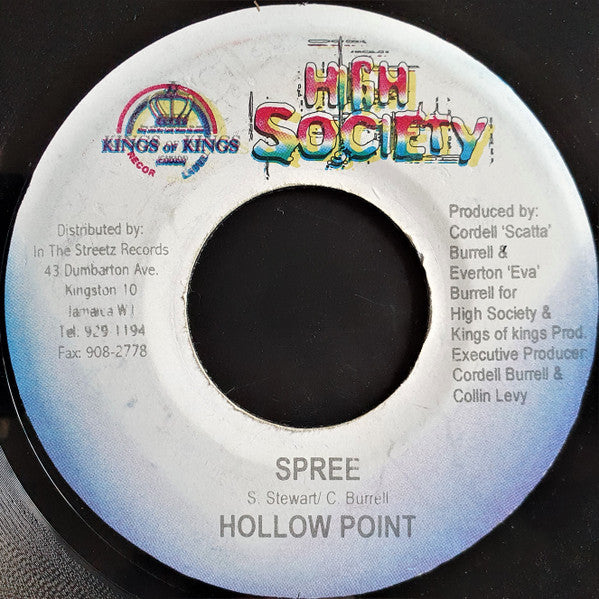 HIGH
SOCIETY
KINGS OF KINGS
RECOR
LABEL
Distributed by:
In The Streetz Records
43 Dumbarton Ave.
Kingston 10
Jamaica W I
Tel: 929 1194
Fax: 908-2778
Produced by:
Cordell 'Scatta'
Burrell &
Everton 'Eva'
Burrell for
High Society &
Kings of kings Prod.
Executive Producer
Cordell Burrell &
Collin Levy
SPREE
S. Stewart/ C. Burrell
HOLLOW POINT